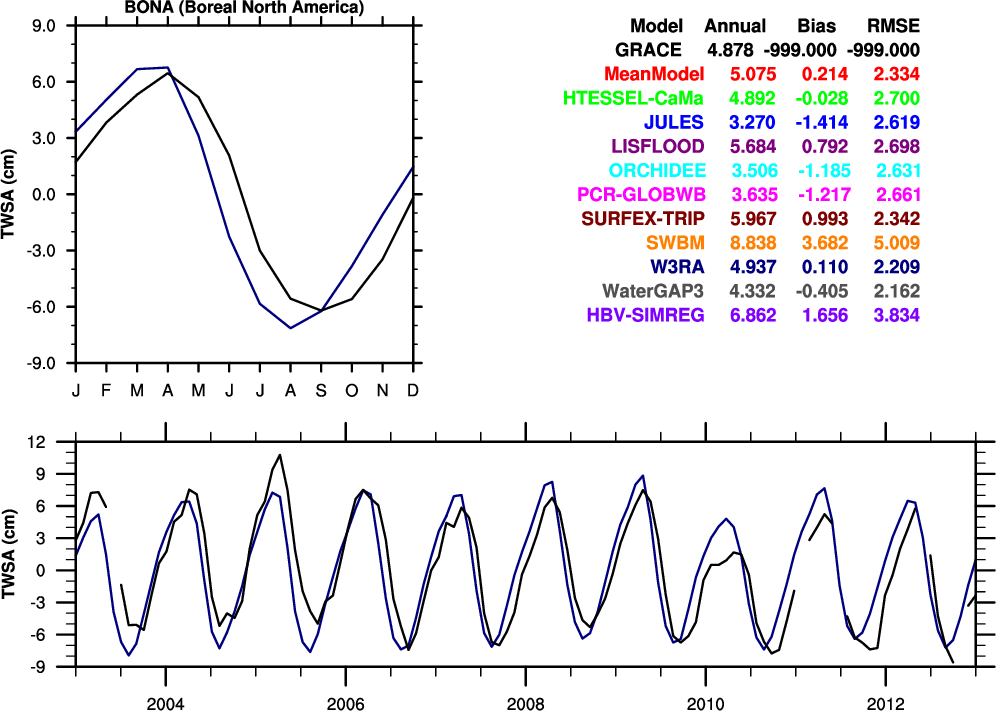 BONA (Boreal North America)
9.0
6.0
3.0
0.0
-3.0
-6.0
-9.0
TWSA (cm)
J F M A M J J A S O N D
Model Annual Bias RMSE
GRACE 4.878 -999.000 -999.000
MeanModel 5.075 0.214 2.334
HTESSEL-CaMa 4.892 -0.028 2.700
JULES 3.270 -1.414 2.619
LISFLOOD 5.684 0.792 2.698
ORCHIDEE 3.506 -1.185 2.631
PCR-GLOBWB 3.635 -1.217 2.661
SURFEX-TRIP 5.967 0.993 2.342
SWBM 8.838 3.682 5.009
W3RA 4.937 0.110 2.209
WaterGAP3 4.332 -0.405 2.162
HBV-SIMREG 6.862 1.656 3.834
12
9
6
3
0
-3
-6
-9
TWSA (cm)
2004 2006 2008 2010 2012